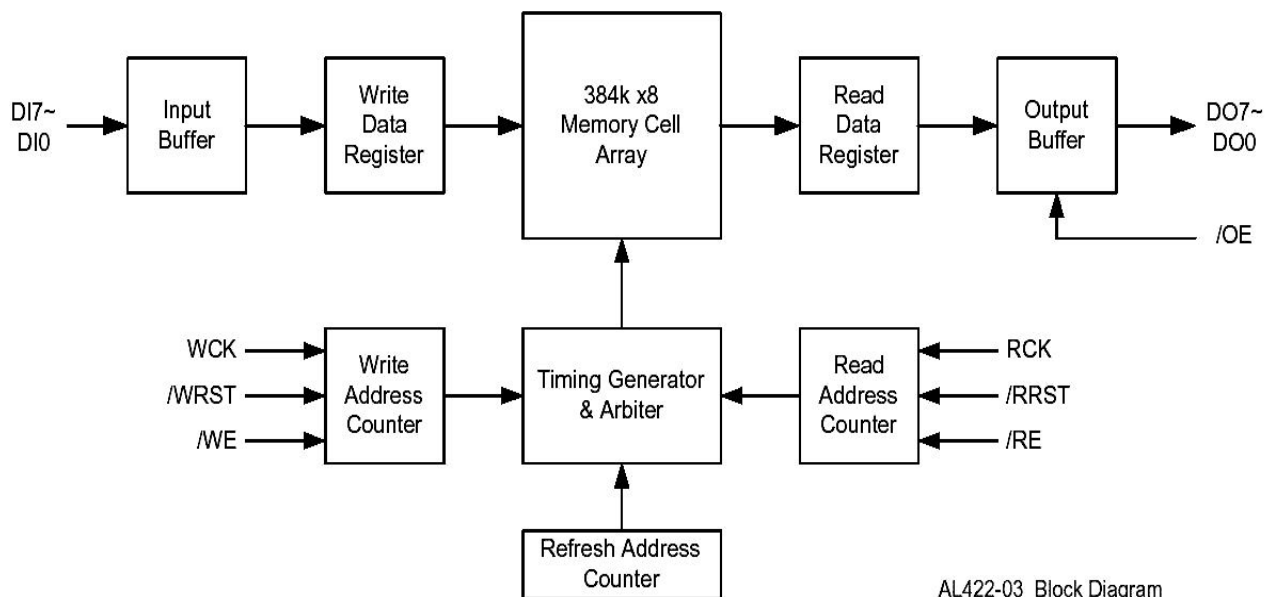 DI7~
DI0
Input
Buffer
Write
Data
Register
384k x8
Memory Cell
Array
Read
Data
Register
Output
Buffer
DO7~
DO0
/OE
WCK
/WRST
/WE
Write
Address
Counter
Timing Generator
& Arbiter
Read
Address
Counter
RCK
/RRST
/RE
Refresh Address
Counter
AL422-03 Block Diagram